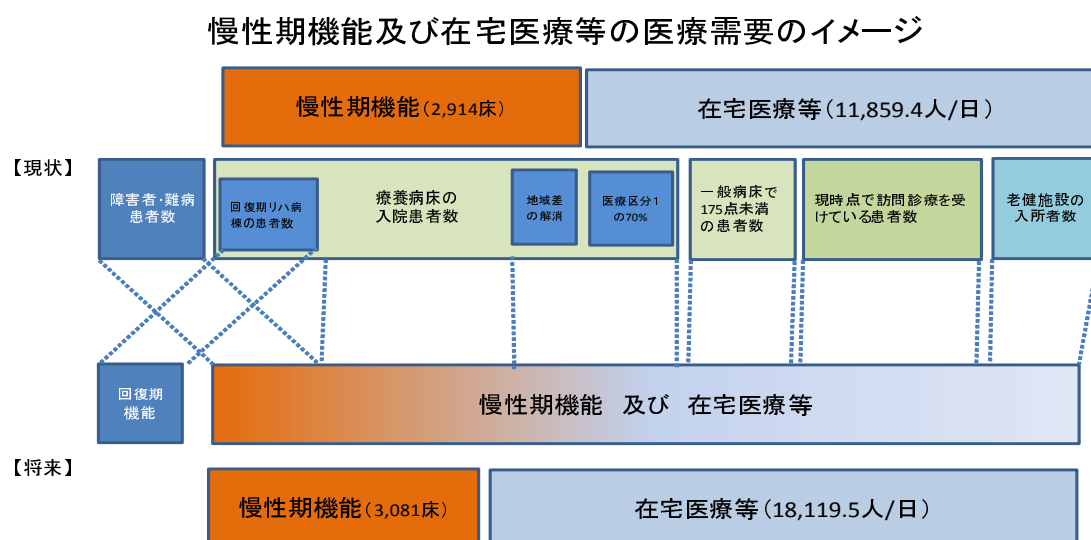 慢性期機能及び在宅医療等の医療需要のイメージ
慢性期機能（2,914床）
在宅医療等（11,859.4人/日）
【現状】
障害者・難病
患者数
回復期リハ病
棟の患者数
療養病床の
入院患者数
地域差
の解消
医療区分1
の70%
一般病床で
175点未満
の患者数
現時点で訪問診療を受
けている患者数
老健施設の
入所者数
回復期
機能
慢性期機能 及び 在宅医療等
【将来】
慢性期機能（3,081床）
在宅医療等（18,119.5人/日）